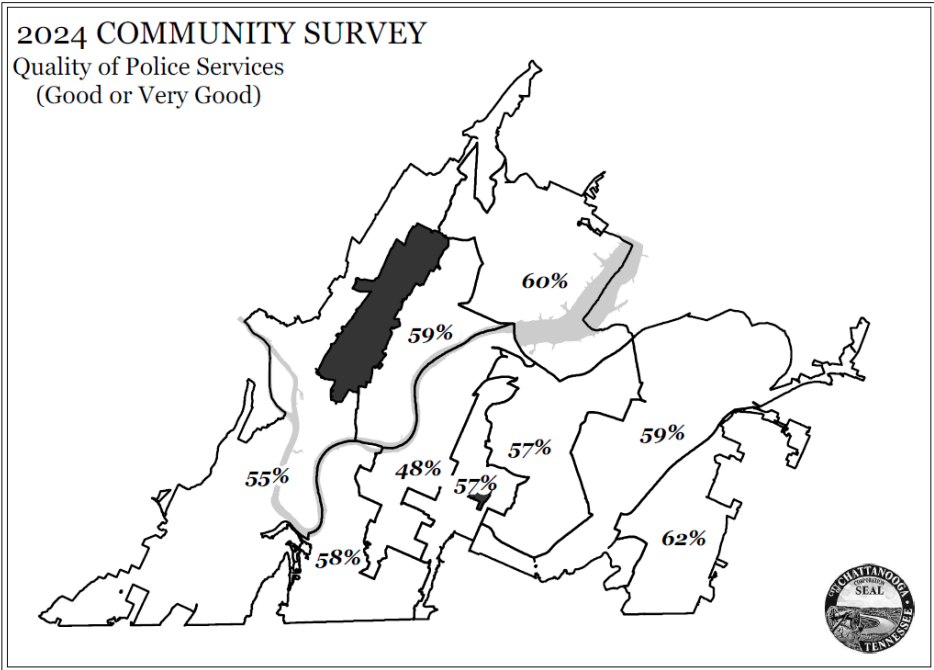 2024 COMMUNITY SURVEY
Quality of Police Services
(Good or Very Good)
60%
59%
59%
57%
48%
57%
55%
62%
58%
CHATTANOOGA
CORPORATION
SEAL
TENNESSEE